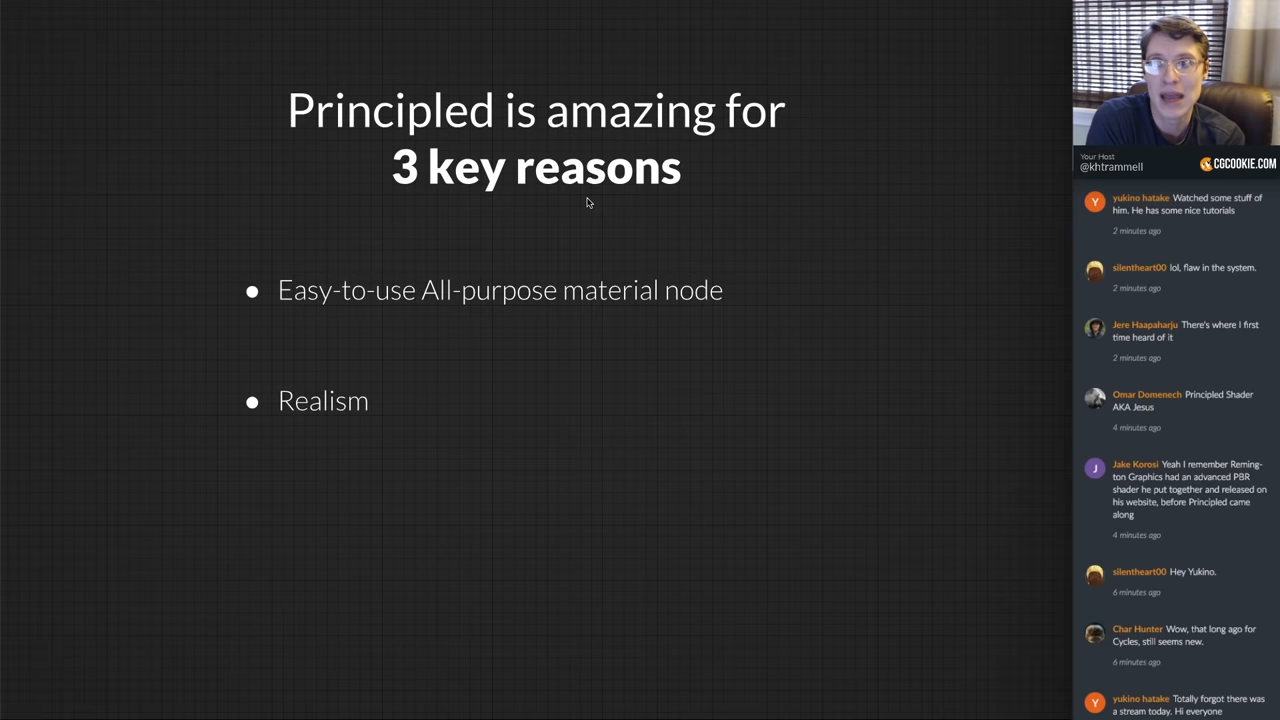 Principled is amazing for
3 key reasons
● Easy-to-use All-purpose material node
● Realism
Your Host
@khtrammell
CGCOOKIE.COM
Y
yukino hatake Watched some stuff of
him. He has some nice tutorials
2 minutes ago
silentheart00 lol, flaw in the system.
2 minutes ago
Jere Haapaharju There's where I first
time heard of it
2 minutes ago
Omar Domenech Principled Shader
AKA Jesus
4 minutes ago
J
Jake Korosi Yeah I remember Reming-
ton Graphics had an advanced PBR
shader he put together and released on
his website, before Principled came
along
4 minutes ago
silentheart00 Hey Yukino.
6 minutes ago
Char Hunter Wow, that long ago for
Cycles, still seems new.
6 minutes ago
Y
yukino hatake Totally forgot there was
a stream today. Hi everyone